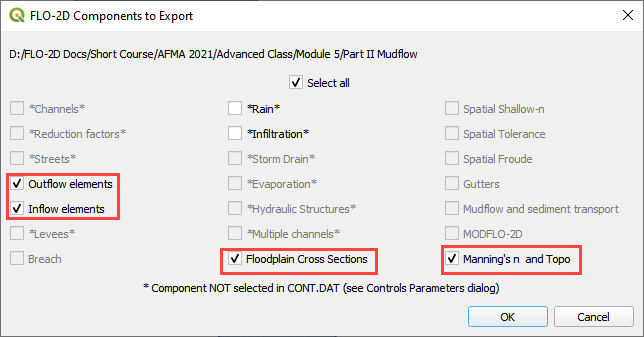 FLO-2D Components to Export
D:/FLO-2D Docs/Short Course/AFMA 2021/Advanced Class/Module 5/Part II Mudflow
Select all
*Channels*
*Rain*
Spatial Shallow-n
*Reduction factors*
*Infiltration*
Spatial Tolerance
*Streets*
*Storm Drain*
Spatial Froude
Outflow elements
*Evaporation*
Gutters
Inflow elements
*Hydraulic Structures*
Mudflow and sediment transport
*Levees*
*Multiple channels*
MODFLO-2D
Breach
Floodplain Cross Sections
Manning's n and Topo
* Component NOT selected in CONT.DAT (see Controls Parameters dialog)
OK
Cancel